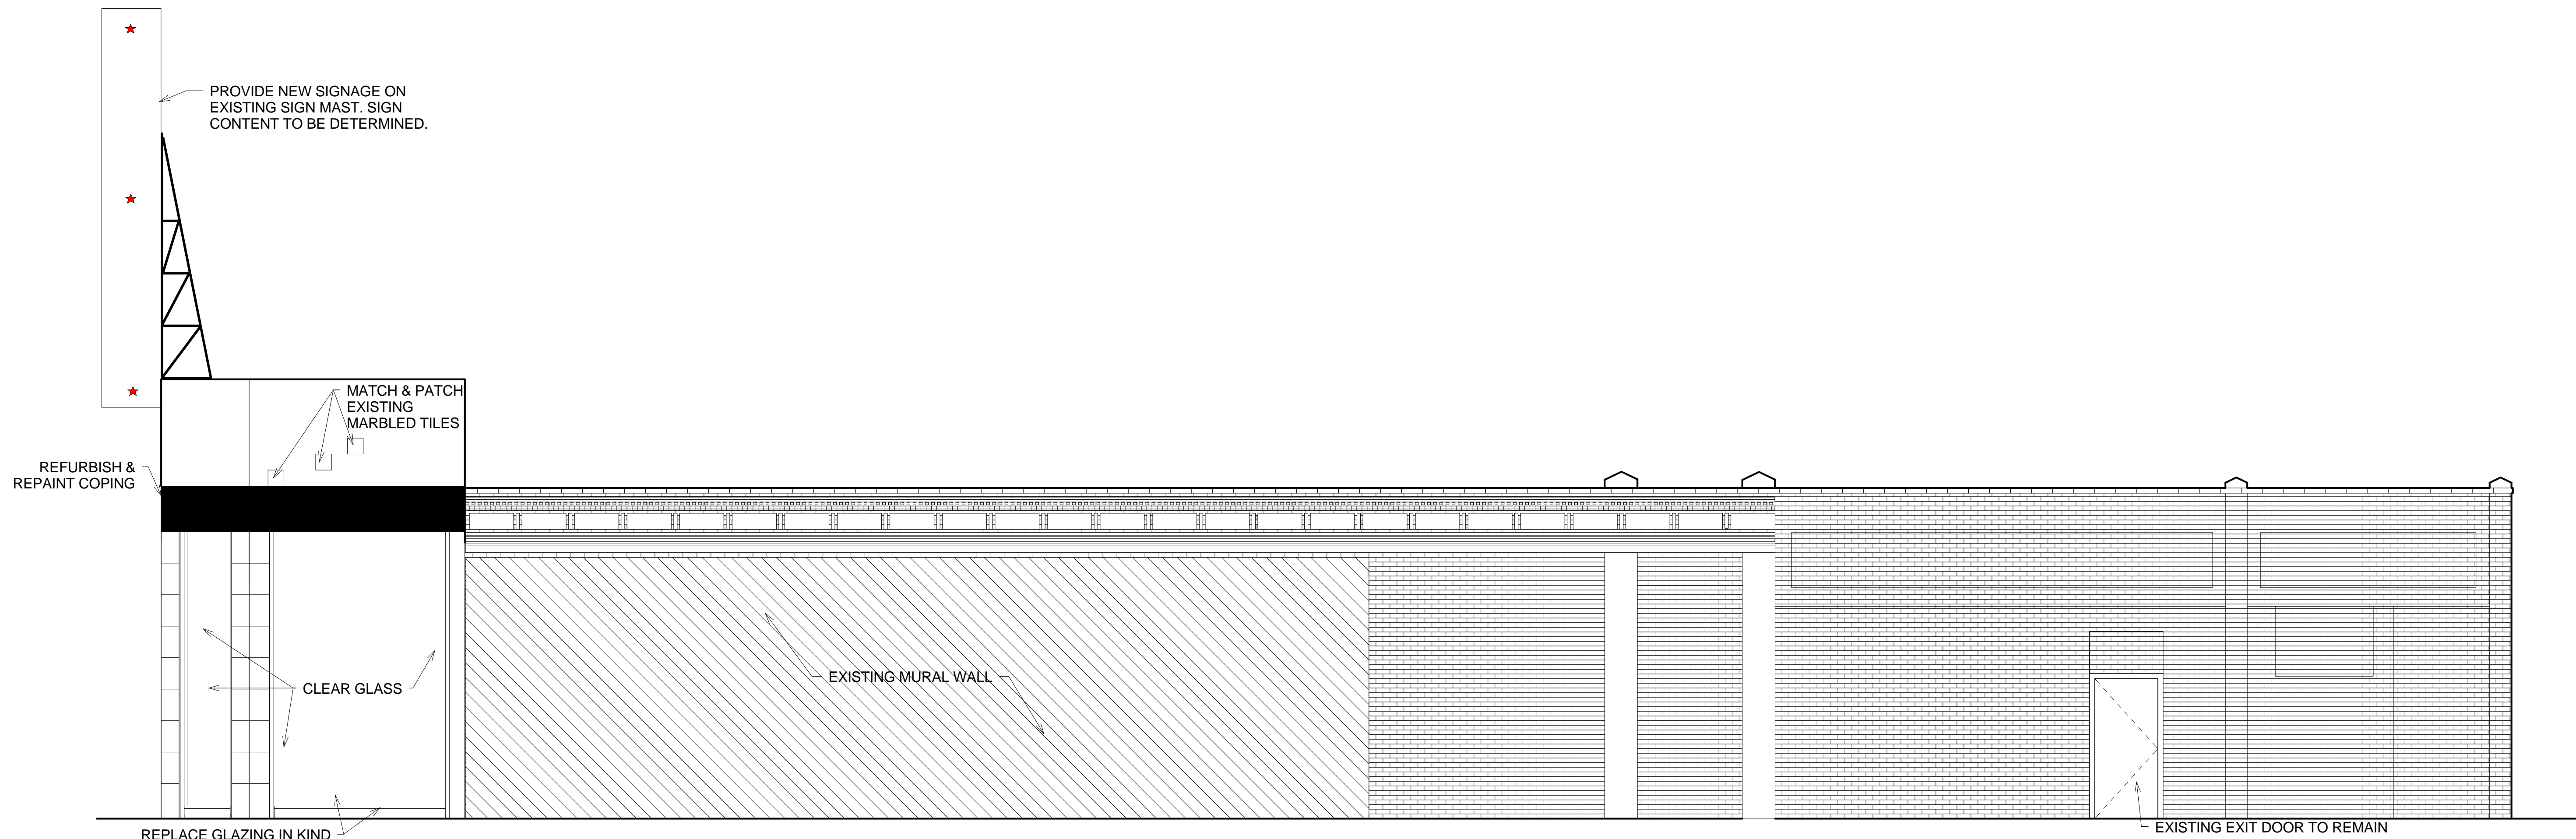 PROVIDE NEW SIGNAGE ON
EXISTING SIGN MAST. SIGN
CONTENT TO BE DETERMINED.
MATCH & PATCH
EXISTING
MARBLED TILES
REFURBISH &
REPAINT COPING
CLEAR GLASS
EXISTING MURAL WALL
REPLACE GLAZING IN KIND
EXISTING EXIT DOOR TO REMAIN